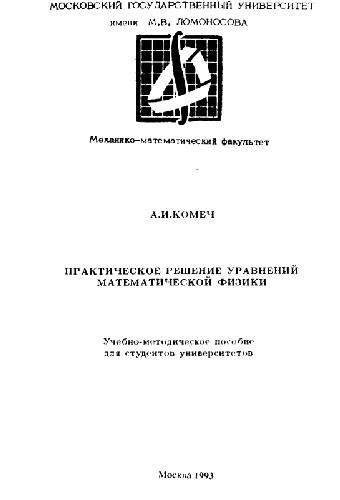 МОСКОВСКИЙ ГОСУДАРСТВЕННЫЙ УНИВЕРСИТЕТ
имени М.В. ЛОМОНОСОВА
Механико-математический факультет
А.И.КОМЕЧ
ПРАКТИЧЕСКОЕ РЕШЕНИЕ УРАВНЕНИЙ
МАТЕМАТИЧЕСКОЙ ФИЗИКИ
Учебно-методическое пособие
для студентов университетов
Москва 1993